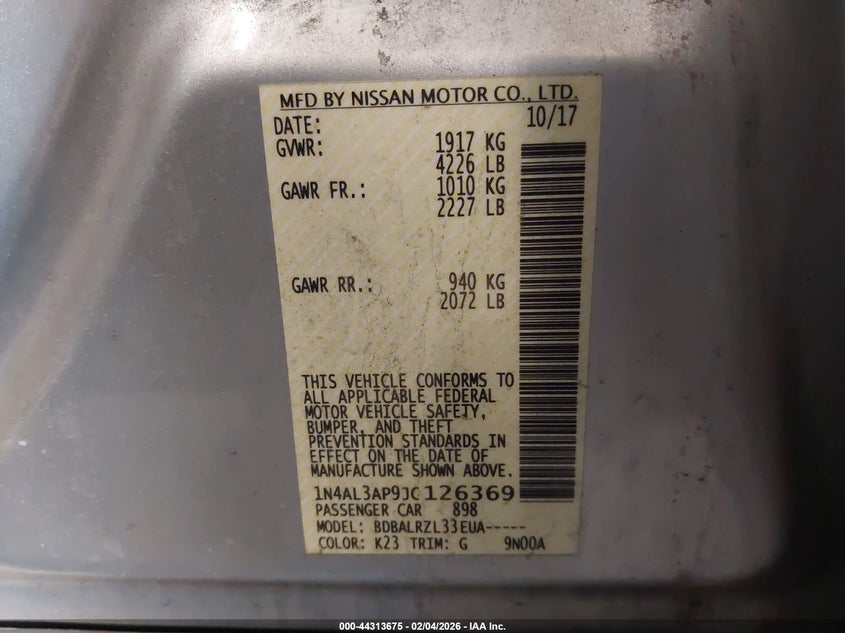 MFD BY NISSAN MOTOR CO., LTD.
DATE: 10/17
GVWR: 1917 KG
4226 LB
GAWR FR.: 1010 KG
2227 LB
GAWR RR.: 940 KG
2072 LB
THIS VEHICLE CONFORMS TO
ALL APPLICABLE FEDERAL
MOTOR VEHICLE SAFETY,
BUMPER, AND THEFT
PREVENTION STANDARDS IN
EFFECT ON THE DATE OF
MANUFACTURE SHOWN ABOVE.
1N4AL3AP9JC126369
PASSENGER CAR 898
MODEL: BDBALRZL33EUA-----
COLOR: K23 TRIM: G 9N00A
000-44313675 - 02/04/2026 - IAA Inc.